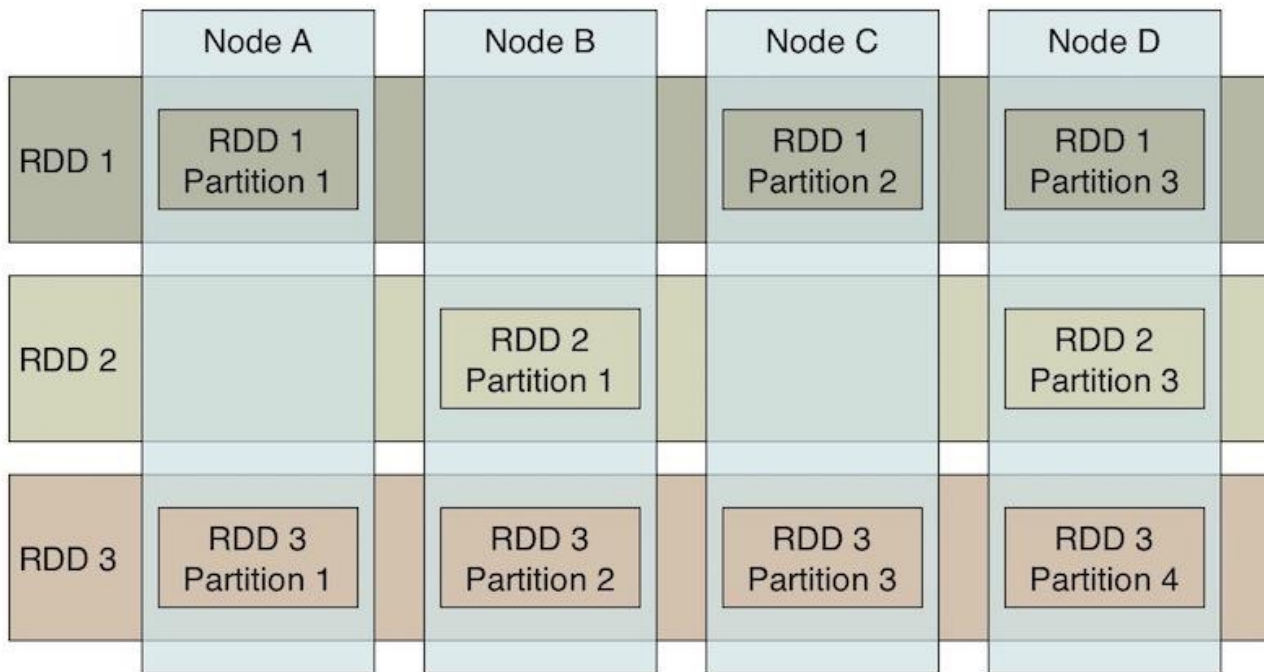 Node A
Node B
Node C
Node D
RDD 1
RDD 1
Partition 1
RDD 1
Partition 2
RDD 1
Partition 3
RDD 2
RDD 2
Partition 1
RDD 2
Partition 3
RDD 3
RDD 3
Partition 1
RDD 3
Partition 2
RDD 3
Partition 3
RDD 3
Partition 4